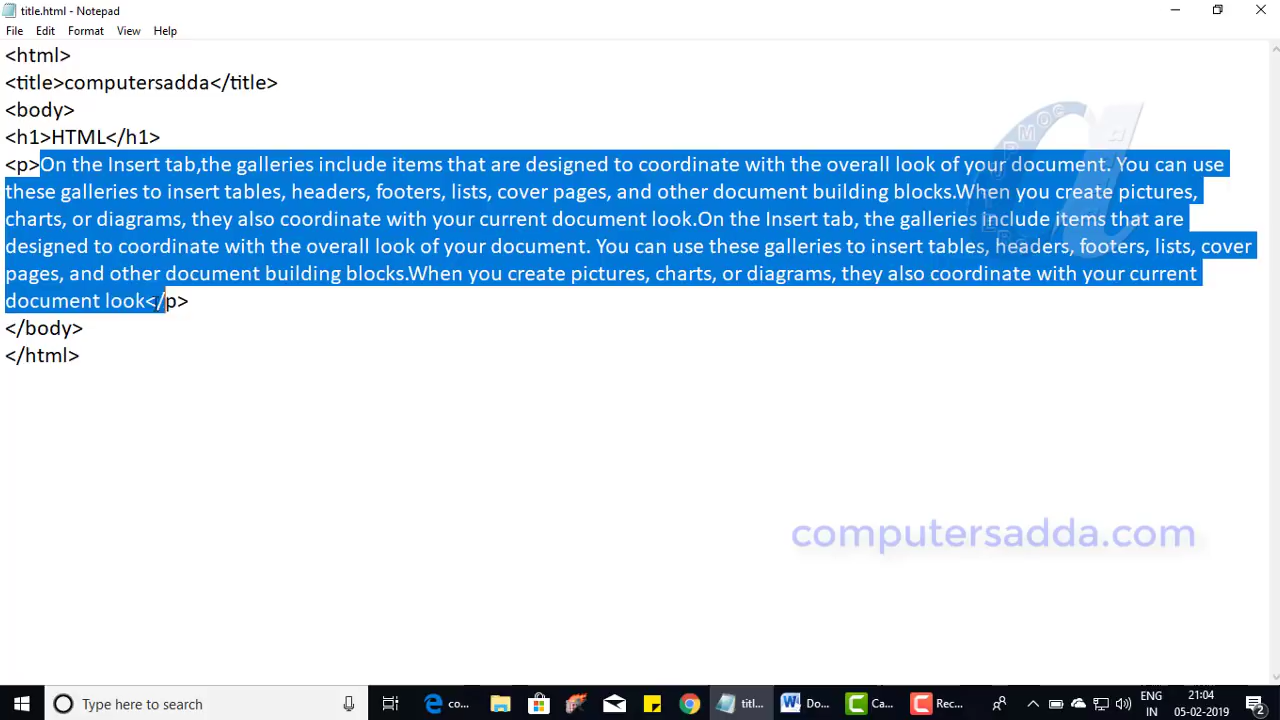 title.html - Notepad
File Edit Format View Help
<html>
<title>computersadda</title>
<body>
<h1>HTML</h1>
<p>On the Insert tab,the galleries include items that are designed to coordinate with the overall look of your document. You can use
these galleries to insert tables, headers, footers, lists, cover pages, and other document building blocks.When you create pictures,
charts, or diagrams, they also coordinate with your current document look.On the Insert tab, the galleries include items that are
designed to coordinate with the overall look of your document. You can use these galleries to insert tables, headers, footers, lists, cover
pages, and other document building blocks.When you create pictures, charts, or diagrams, they also coordinate with your current
document look</p>
</body>
</html>
computersadda.com
Type here to search
co...
titl...
Do...
Ca...
Rec...
ENG
IN
21:04
05-02-2019
2